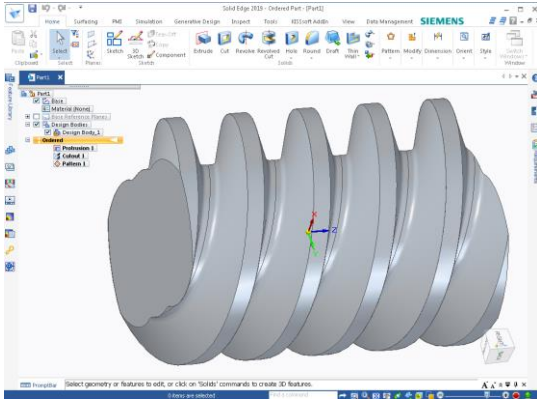 Solid Edge 2019 - Ordered Part - [Part1]
Home Surfacing PMI Simulation Generative Design Inspect Tools KISSsoft AddIn View Data Management SIEMENS
Paste Select Sketch 3D Sketch Component Extrude Cut Revolve Revolved Cut Hole Round Draft Thin Wall Pattern Modify Dimension Orient Style Switch Windows
Clipboard Select Planes Sketch Solids Window
Part1
Part1
Base
Material (None)
Base Reference Planes
Design Bodies
Design Body_1
Ordered
Protrusion 1
Cutout 1
Pattern 1
X
Z
Y
PromptBar Select geometry or features to edit, or click on 'Solids' commands to create 3D features.
0 items are selected Find a command